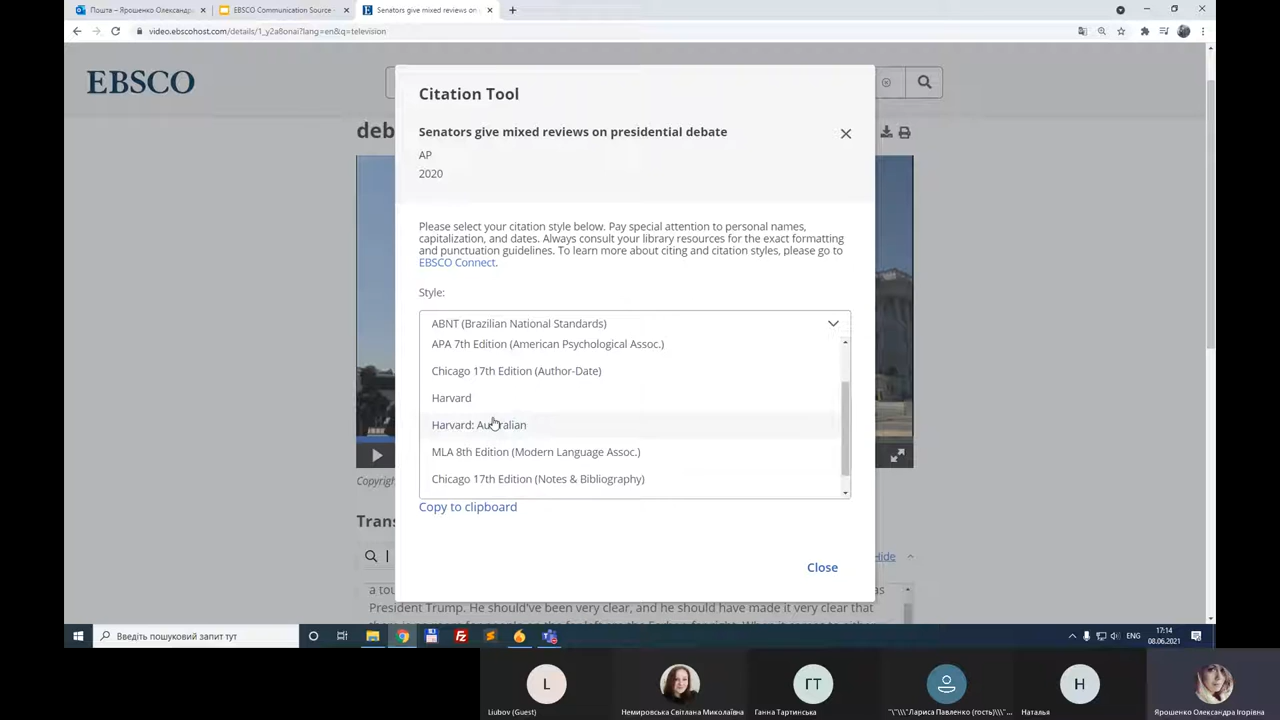 Пошта – Ярошенко Олександра
EBSCO Communication Source -
Senators give mixed reviews on p
video.ebscohost.com/details/1_y2a8onai?lang=en&q=television
EBSCO
deb
Citation Tool
Senators give mixed reviews on presidential debate
AP
2020
Please select your citation style below. Pay special attention to personal names,
capitalization, and dates. Always consult your library resources for the exact formatting
and punctuation guidelines. To learn more about citing and citation styles, please go to
EBSCO Connect.
Style:
ABNT (Brazilian National Standards)
APA 7th Edition (American Psychological Assoc.)
Chicago 17th Edition (Author-Date)
Harvard
Harvard: Australian
MLA 8th Edition (Modern Language Assoc.)
Chicago 17th Edition (Notes & Bibliography)
Copyrig
Copy to clipboard
Trans
Hide
Close
a tou
as
President Trump. He should've been very clear, and he should have made it very clear that
Введіть пошуковий запит тут
ENG
17:14
08.06.2021
L
ГТ
Н
Liubov (Guest)
Немировська Світлана Миколаївна
Ганна Тартинська
"\"\\\"Лариса Павленко (гость)\\\"...
Наталья
Ярошенко Олександра Ігорівна